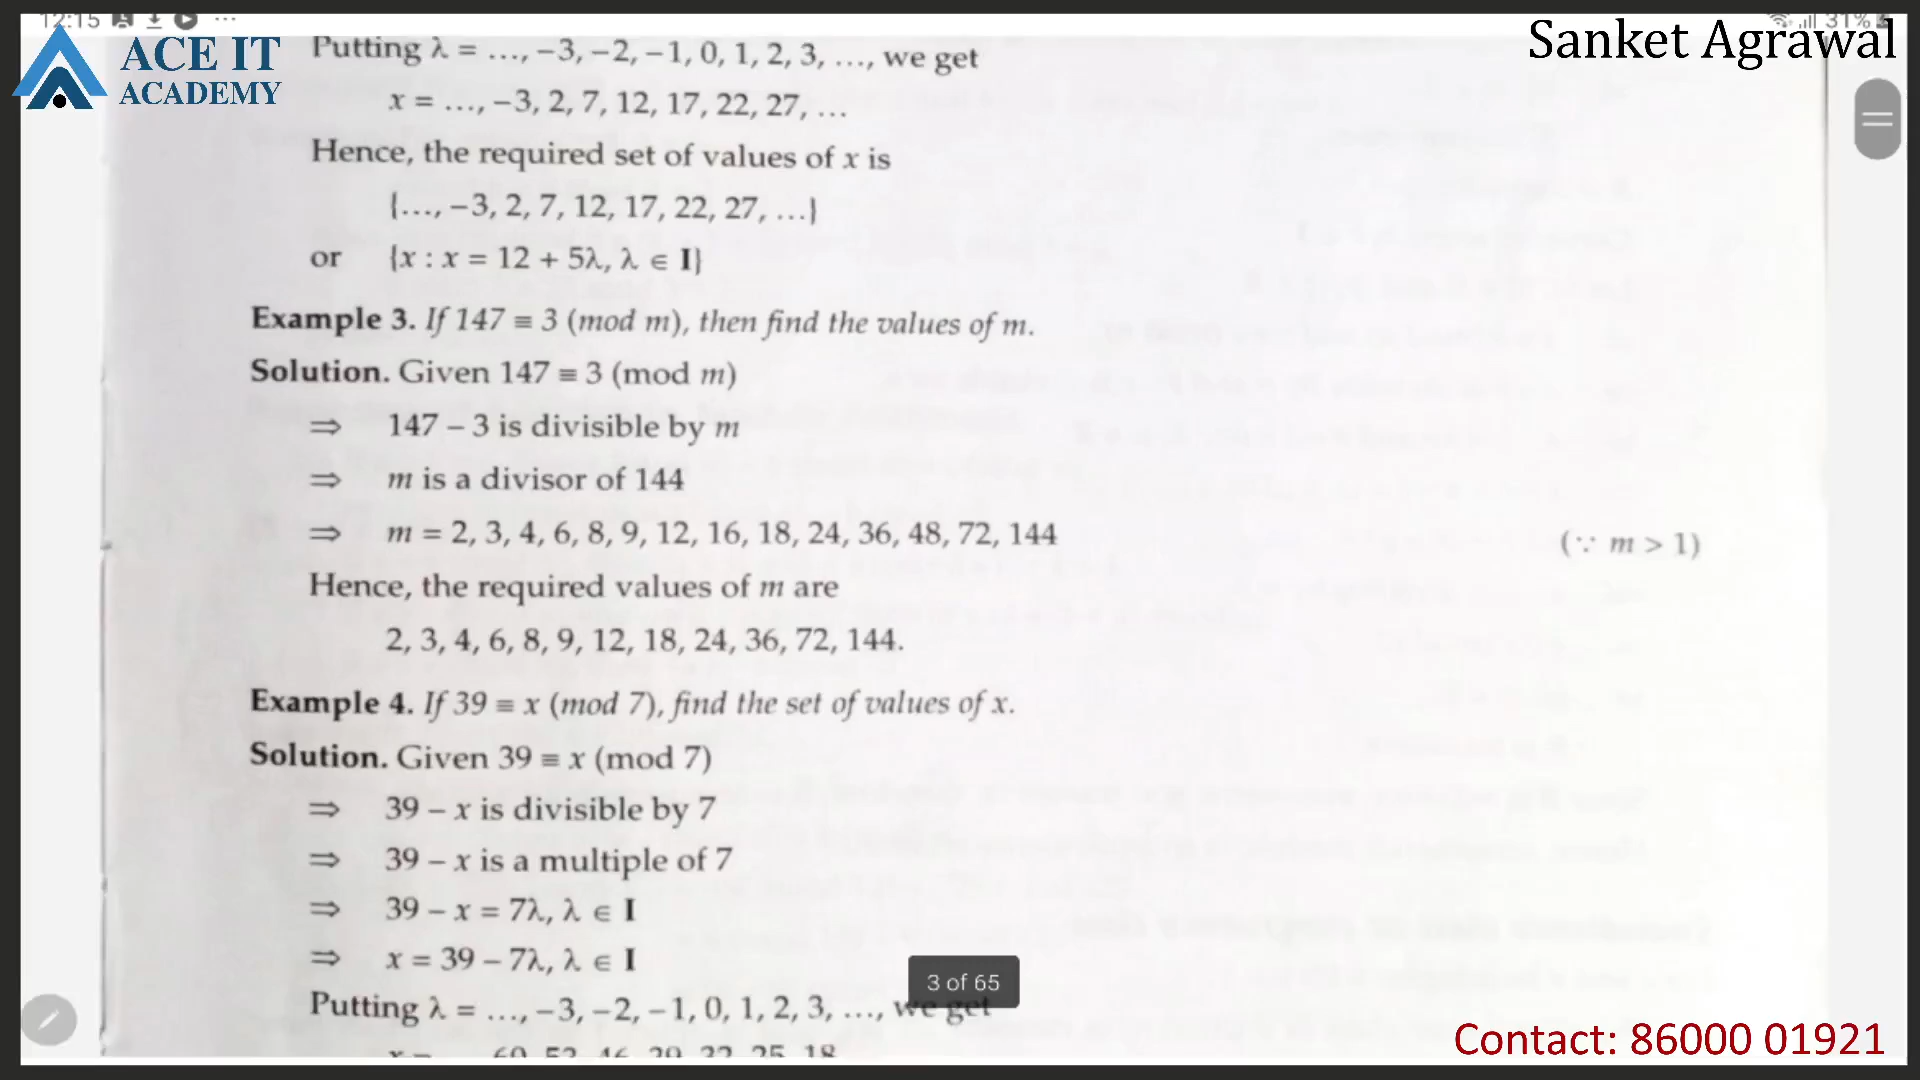 12:15
31%
ACE IT
ACADEMY
Sanket Agrawal
Putting λ = ..., −3, −2, −1, 0, 1, 2, 3, ..., we get
x = ..., −3, 2, 7, 12, 17, 22, 27, ...
Hence, the required set of values of x is
{..., −3, 2, 7, 12, 17, 22, 27, ...}
or {x : x = 12 + 5λ, λ ∈ I}
Example 3. If 147 ≡ 3 (mod m), then find the values of m.
Solution. Given 147 ≡ 3 (mod m)
⇒ 147 − 3 is divisible by m
⇒ m is a divisor of 144
⇒ m = 2, 3, 4, 6, 8, 9, 12, 16, 18, 24, 36, 48, 72, 144 (∵ m > 1)
Hence, the required values of m are
2, 3, 4, 6, 8, 9, 12, 18, 24, 36, 72, 144.
Example 4. If 39 ≡ x (mod 7), find the set of values of x.
Solution. Given 39 ≡ x (mod 7)
⇒ 39 − x is divisible by 7
⇒ 39 − x is a multiple of 7
⇒ 39 − x = 7λ, λ ∈ I
⇒ x = 39 − 7λ, λ ∈ I
Putting λ = ..., −3, −2, −1, 0, 1, 2, 3, ..., we get
3 of 65
Contact: 86000 01921